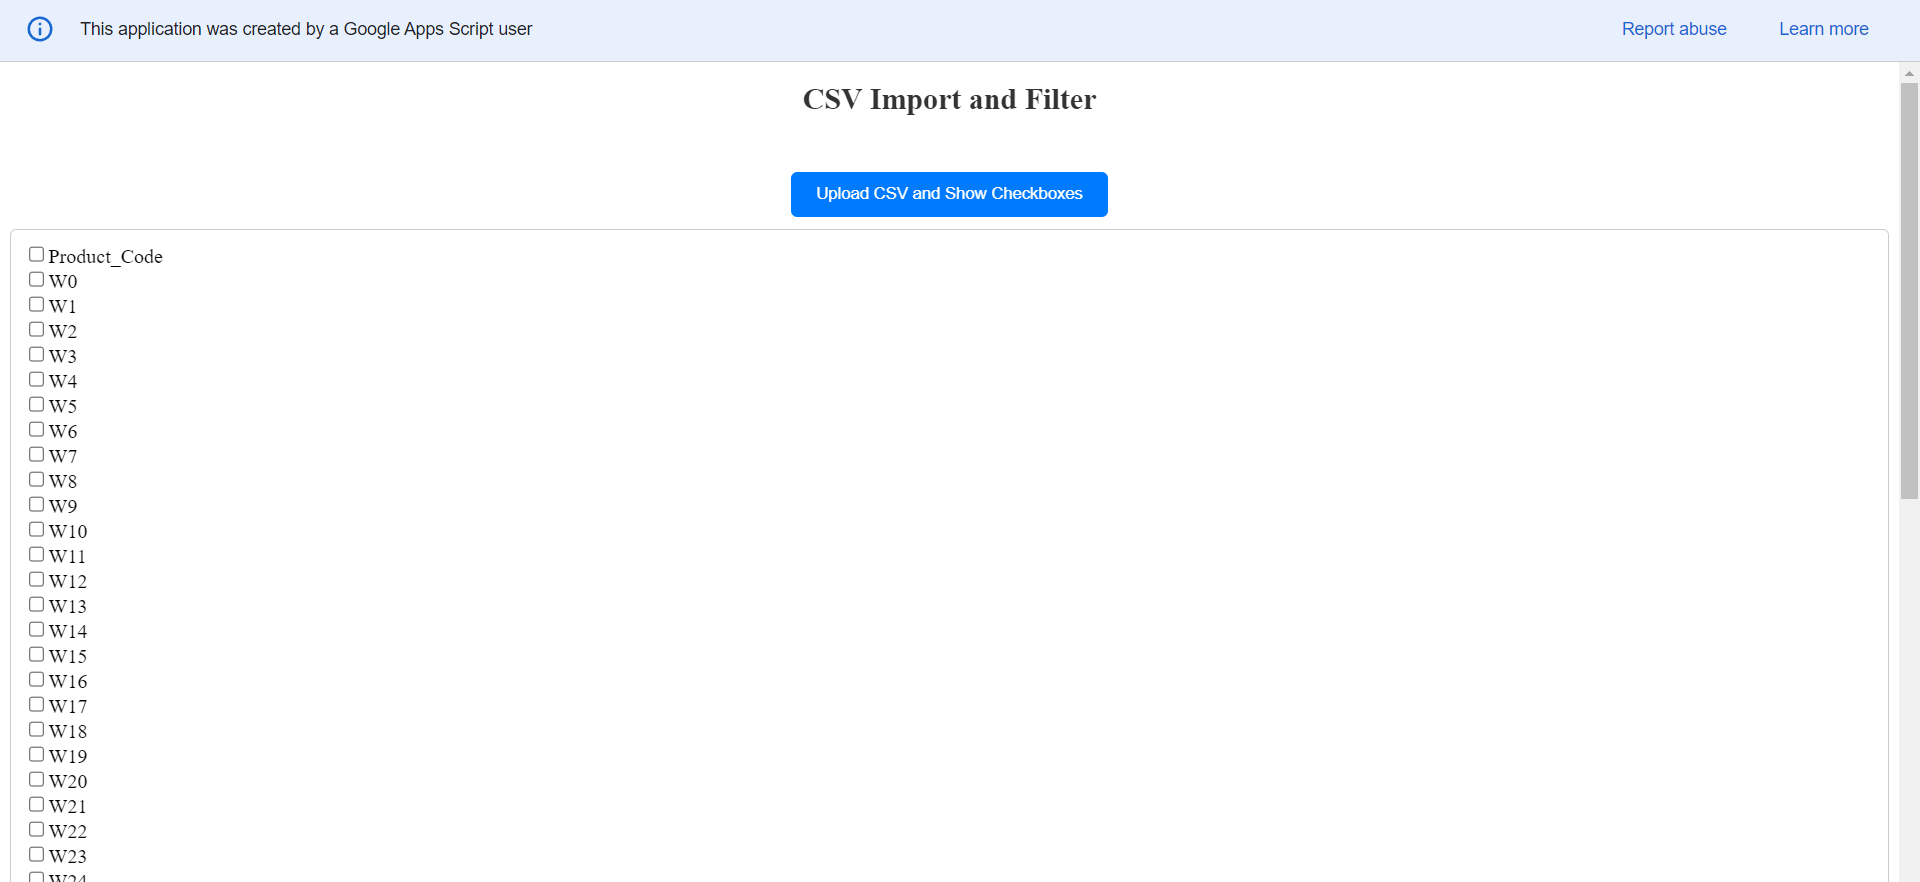 This application was created by a Google Apps Script user Report abuse Learn more
CSV Import and Filter
Upload CSV and Show Checkboxes
Product_Code
W0
W1
W2
W3
W4
W5
W6
W7
W8
W9
W10
W11
W12
W13
W14
W15
W16
W17
W18
W19
W20
W21
W22
W23
W24